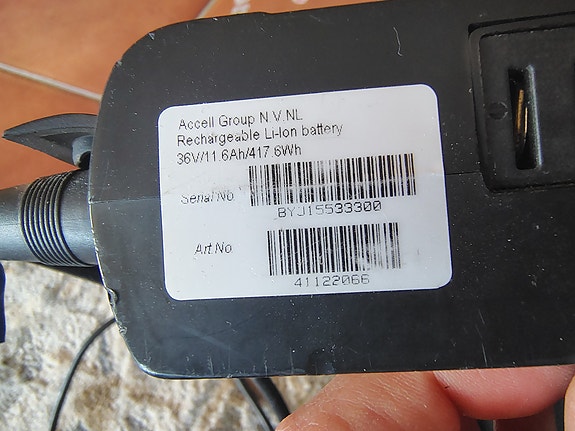 Accell Group N.V.NL
Rechargeable Li-Ion battery
36V/11.6Ah/417.6Wh
Serial No
BYJ15533300
Art.No
41122066